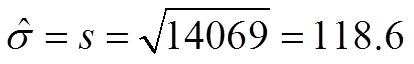 σ̂ = s = √14069 = 118.6